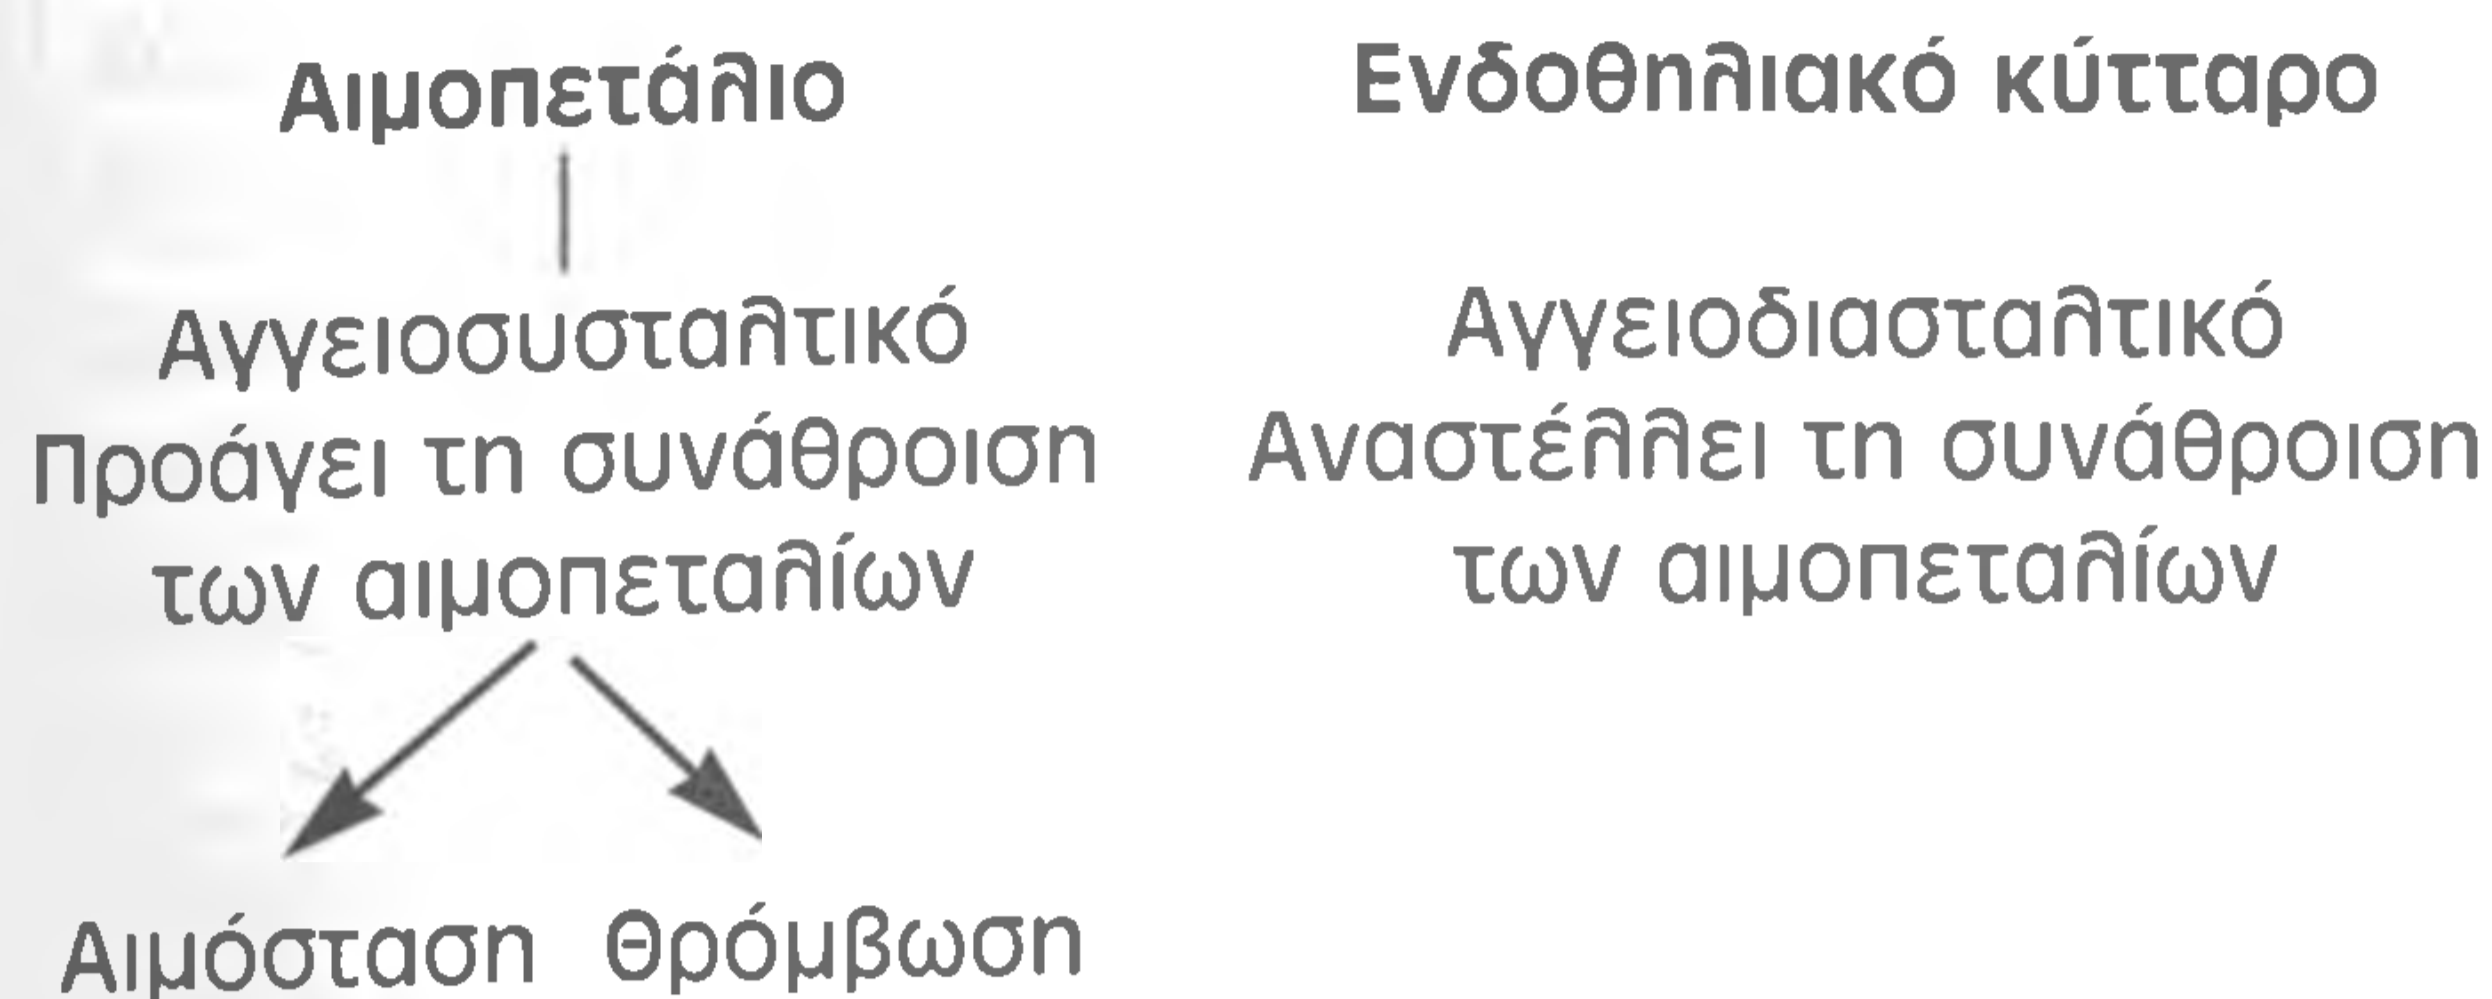 Αιμοπετάλιο
Αγγειοσυσταλτικό
Προάγει τη συνάθροιση
των αιμοπεταλίων
Αιμόσταση Θρόμβωση
Ενδοθηλιακό κύτταρο
Αγγειοδιασταλτικό
Αναστέλλει τη συνάθροιση
των αιμοπεταλίων